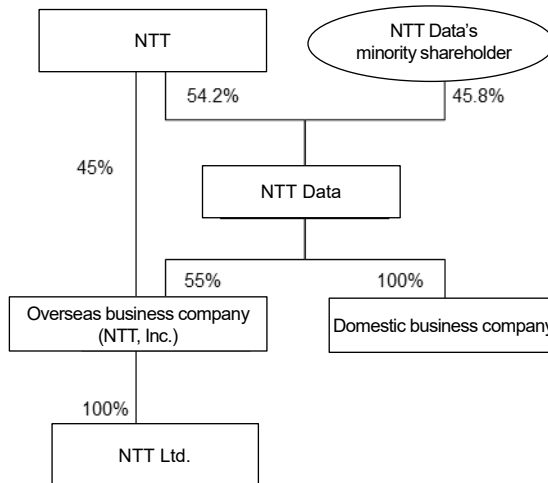 NTT
NTT Data's
minority shareholder
54.2%
45.8%
45%
NTT Data
55%
100%
Overseas business company
(NTT, Inc.)
Domestic business company
100%
NTT Ltd.